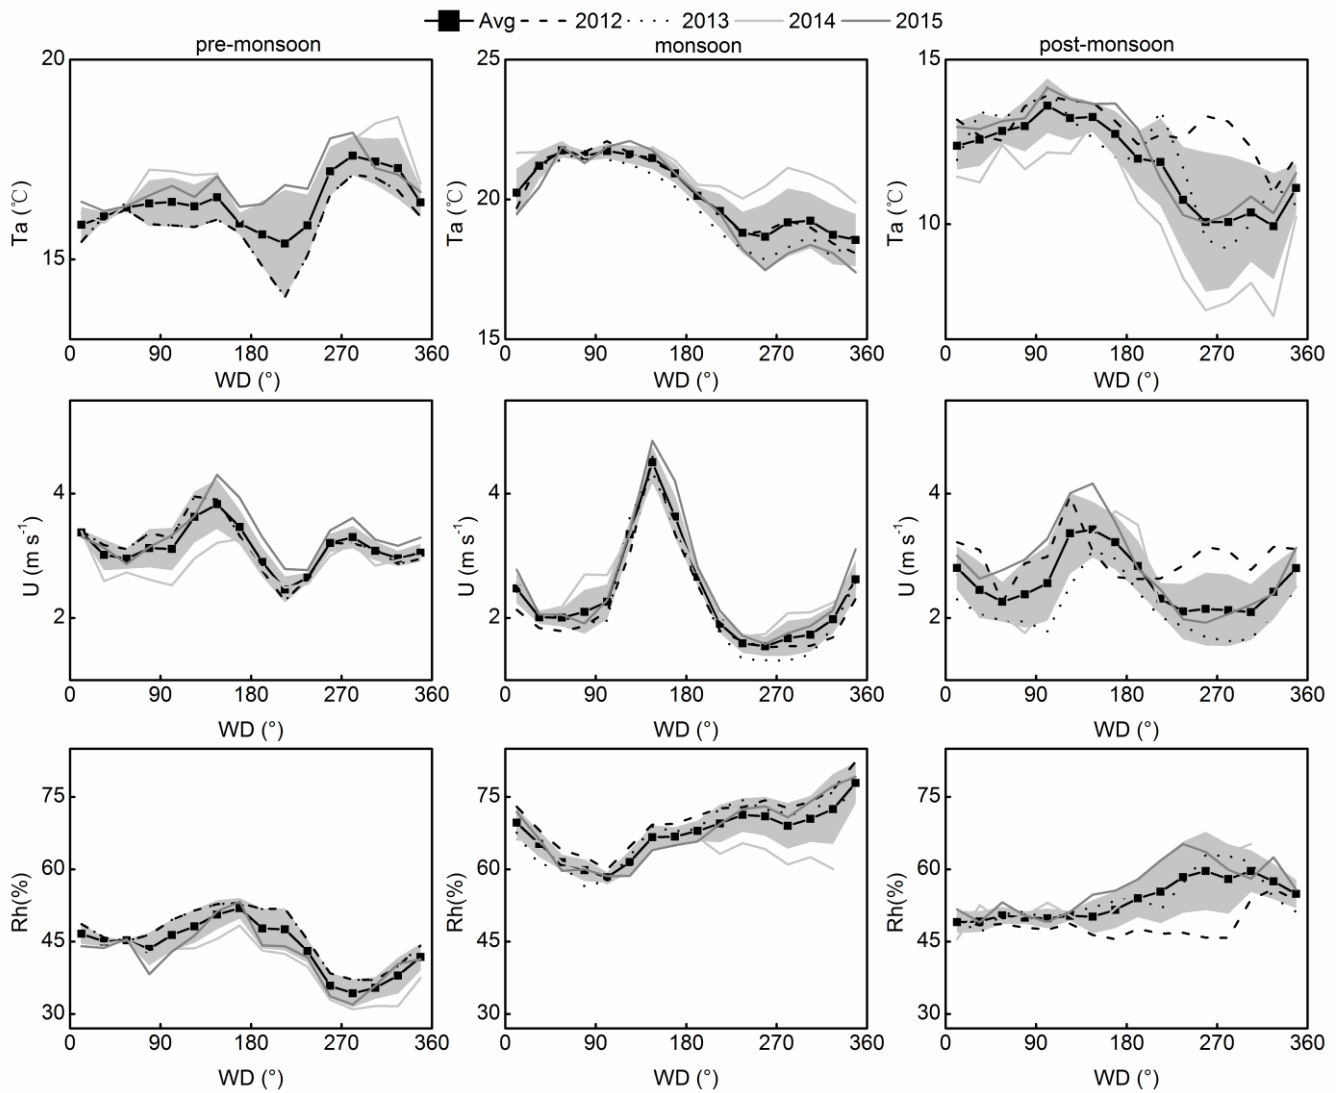 Avg 2012 2013 2014 2015
pre-monsoon monsoon post-monsoon
20 25 15
Ta (℃) Ta (℃) Ta (℃)
20 10
15
15
0 90 180 270 360 0 90 180 270 360 0 90 180 270 360
WD (°) WD (°) WD (°)
4 4 4
U (m s⁻¹) U (m s⁻¹) U (m s⁻¹)
2 2 2
0 90 180 270 360 0 90 180 270 360 0 90 180 270 360
WD (°) WD (°) WD (°)
75 75 75
60 60 60
Rh(%) Rh(%) Rh(%)
45 45 45
30 30 30
0 90 180 270 360 0 90 180 270 360 0 90 180 270 360
WD (°) WD (°) WD (°)